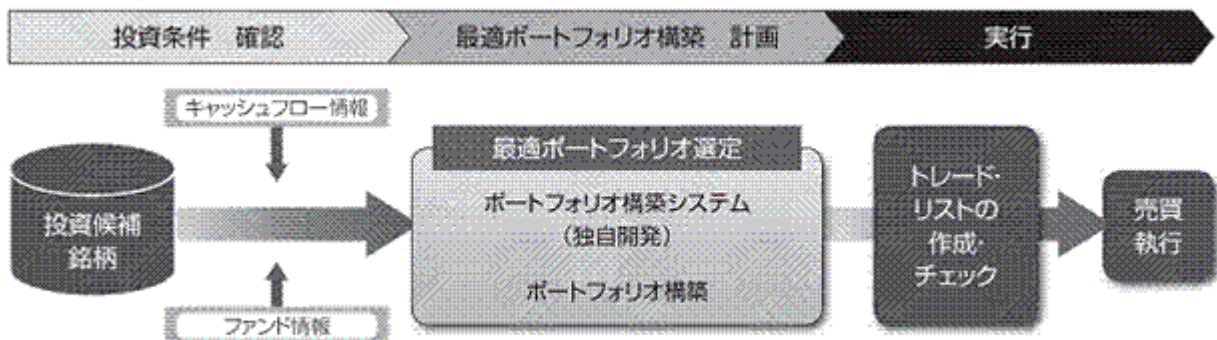 投資条件 確認
最適ポートフォリオ構築 計画
実行
キャッシュフロー情報
投資候補
銘柄
ファンド情報
最適ポートフォリオ選定
ポートフォリオ構築システム
(独自開発)
ポートフォリオ構築
トレード・
リストの
作成・
チェック
売買
執行